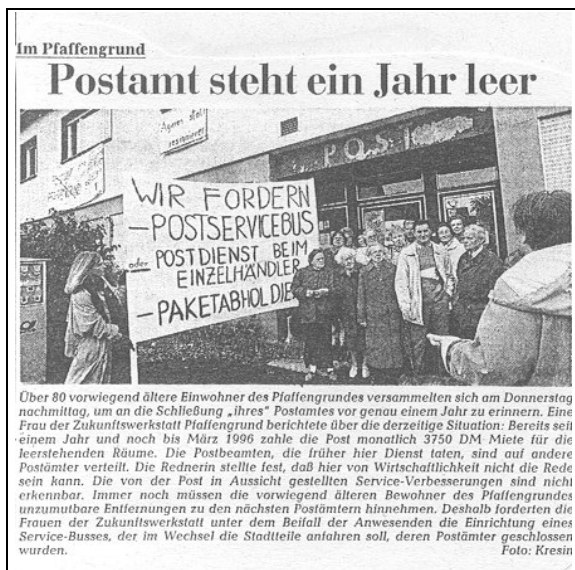 Im Pfaffengrund
Postamt steht ein Jahr leer
POST
WIR FORDERN
-POSTSERVICEBUS
oder - POSTDIENST BEIM
EINZELHÄNDLER
-PAKETABHOLDIE
Über 80 vorwiegend ältere Einwohner des Pfaffengrundes versammelten sich am Donnerstag
nachmittag, um an die Schließung „ihres" Postamtes vor genau einem Jahr zu erinnern. Eine
Frau der Zukunftswerkstatt Pfaffengrund berichtete über die derzeitige Situation: Bereits seit
einem Jahr und noch bis März 1996 zahle die Post monatlich 3750 DM Miete für die
leerstehenden Räume. Die Postbeamten, die früher hier Dienst taten, sind auf andere
Postämter verteilt. Die Rednerin stellte fest, daß hier von Wirtschaftlichkeit nicht die Rede
sein kann. Die von der Post in Aussicht gestellten Service-Verbesserungen sind nicht
erkennbar. Immer noch müssen die vorwiegend älteren Bewohner des Pfaffengrundes
unzumutbare Entfernungen zu den nächsten Postämtern hinnehmen. Deshalb forderten die
Frauen der Zukunftswerkstatt unter dem Beifall der Anwesenden die Einrichtung eines
Service-Busses, der im Wechsel die Stadtteile anfahren soll, deren Postämter geschlossen
wurden. Foto: Kresin